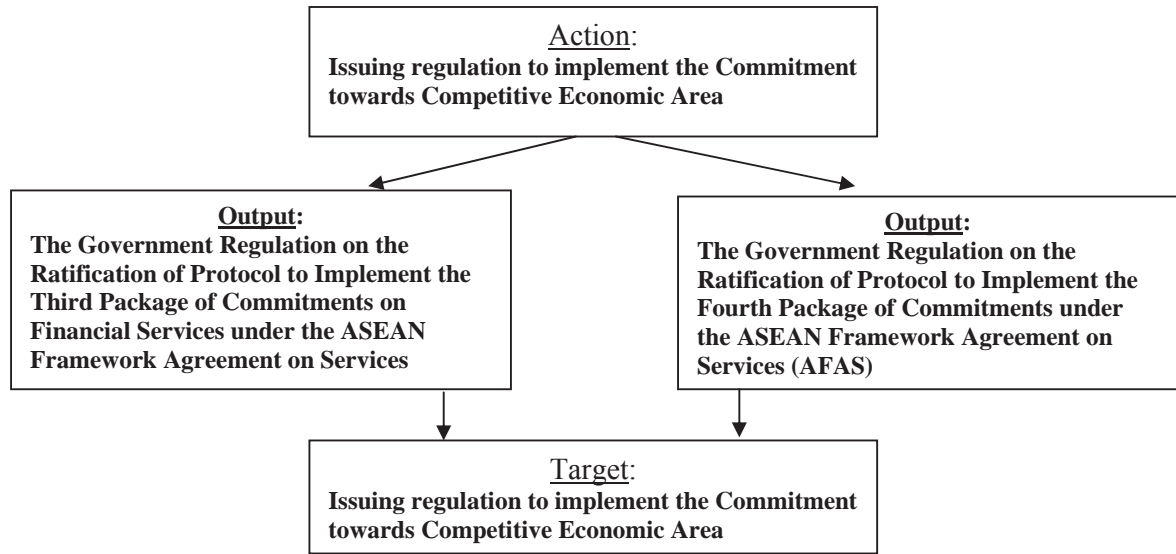 Action:
Issuing regulation to implement the Commitment
towards Competitive Economic Area
Output:
The Government Regulation on the
Ratification of Protocol to Implement the
Third Package of Commitments on
Financial Services under the ASEAN
Framework Agreement on Services
Output:
The Government Regulation on the
Ratification of Protocol to Implement the
Fourth Package of Commitments under
the ASEAN Framework Agreement on
Services (AFAS)
Target:
Issuing regulation to implement the Commitment
towards Competitive Economic Area